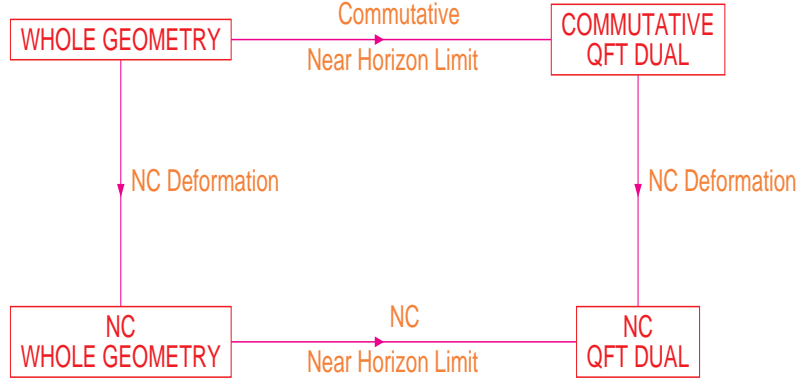 WHOLE GEOMETRY
Commutative
Near Horizon Limit
COMMUTATIVE
QFT DUAL
NC Deformation
NC Deformation
NC
WHOLE GEOMETRY
NC
Near Horizon Limit
NC
QFT DUAL